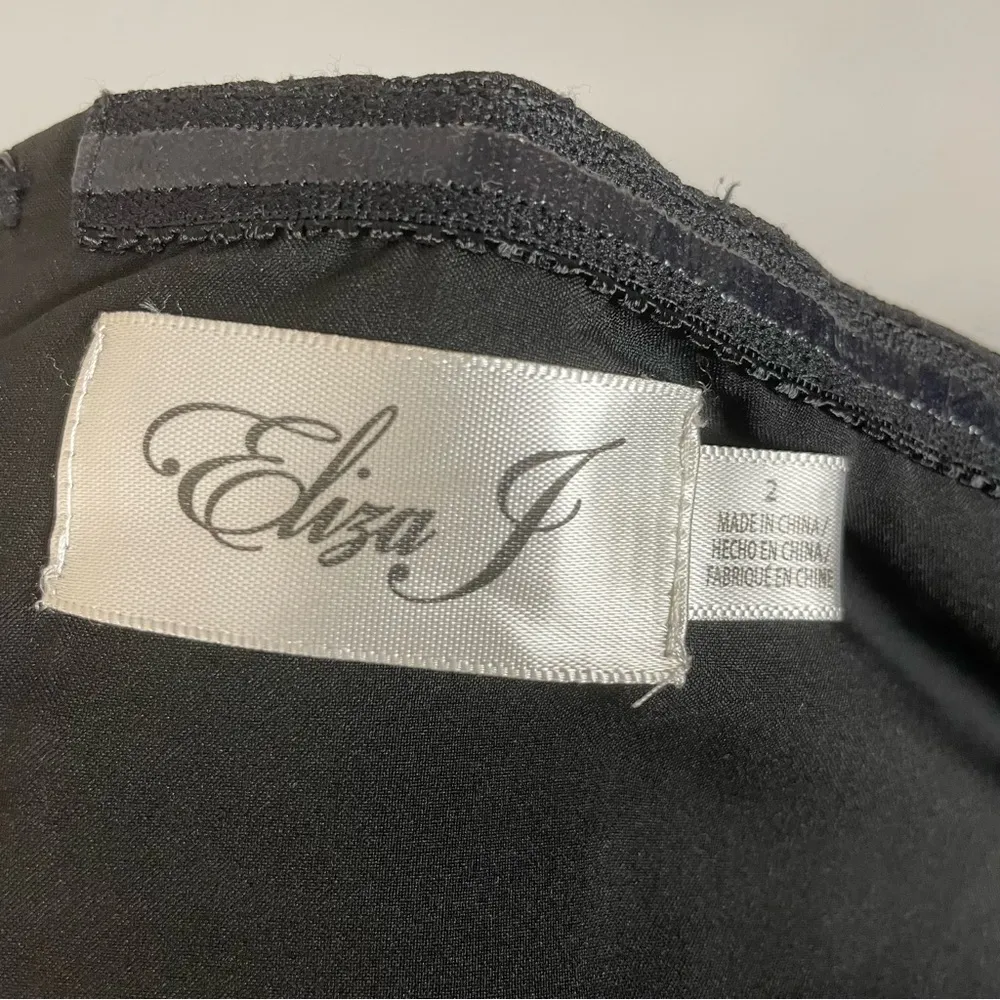 Eliza J
2
MADE IN CHINA/
HECHO EN CHINA/
FABRIQUÉ EN CHINE